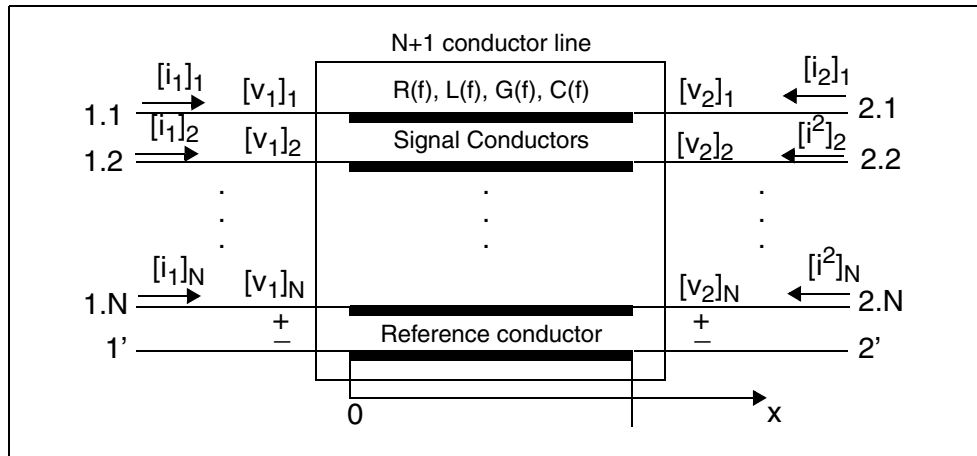 N+1 conductor line
[i₁]₁ [v₁]₁ R(f), L(f), G(f), C(f) [v₂]₁ [i₂]₁
1.1 2.1
[i₁]₂ [v₁]₂ Signal Conductors [v₂]₂ [i²]₂
1.2 2.2
. . .
. . .
. . .
[i₁]N [v₁]N [v₂]N [i²]N
1.N 2.N
+ +
− Reference conductor −
1' 2'
0 x